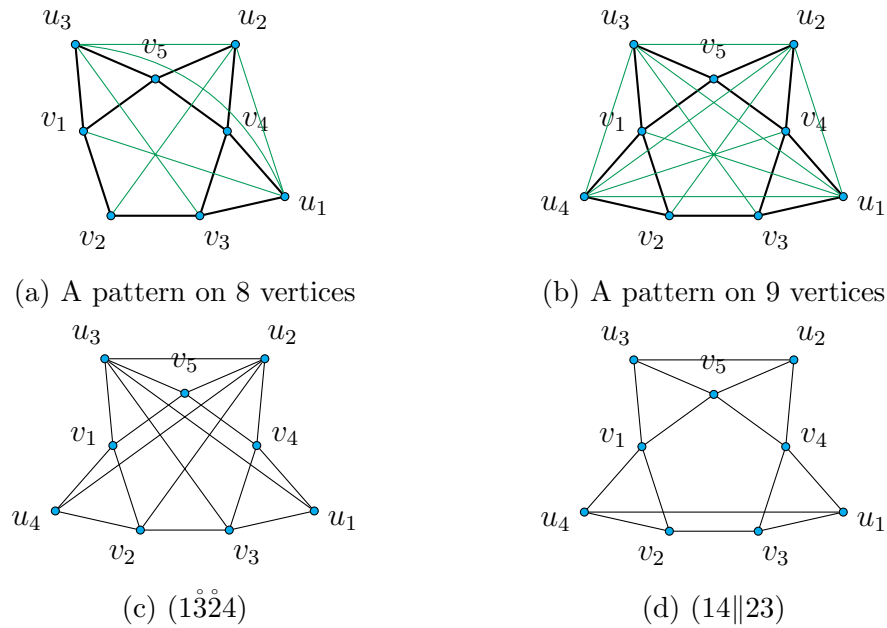 u₃ u₂ u₃ u₂
v₅ v₅
v₁ v₄ v₁ v₄
u₁ u₄ u₁
v₂ v₃ v₂ v₃
(a) A pattern on 8 vertices (b) A pattern on 9 vertices
u₃ u₂ u₃ u₂
v₅ v₅
v₁ v₄ v₁ v₄
u₄ u₁ u₄ u₁
v₂ v₃ v₂ v₃
(c) (13̊2̊4) (d) (14∥23)